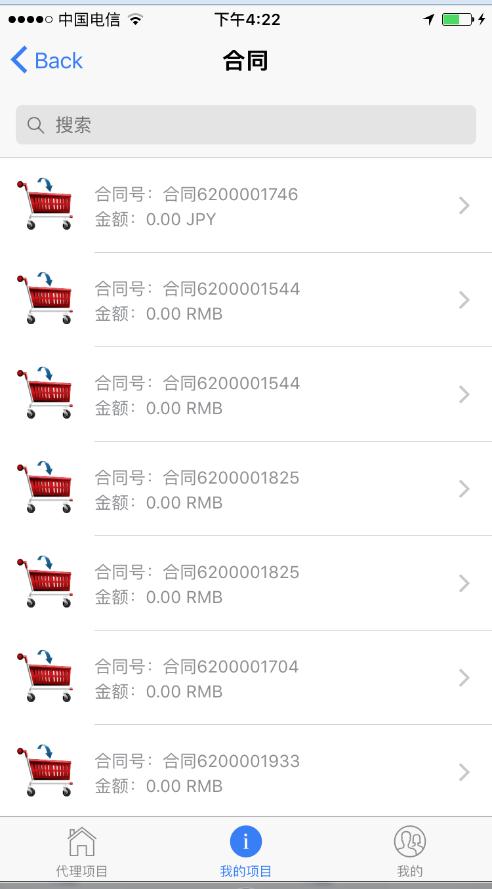 中国电信 下午4:22
Back 合同
搜索
合同号：合同6200001746
金额：0.00 JPY
合同号：合同6200001544
金额：0.00 RMB
合同号：合同6200001544
金额：0.00 RMB
合同号：合同6200001825
金额：0.00 RMB
合同号：合同6200001825
金额：0.00 RMB
合同号：合同6200001704
金额：0.00 RMB
合同号：合同6200001933
金额：0.00 RMB
代理项目 我的项目 我的